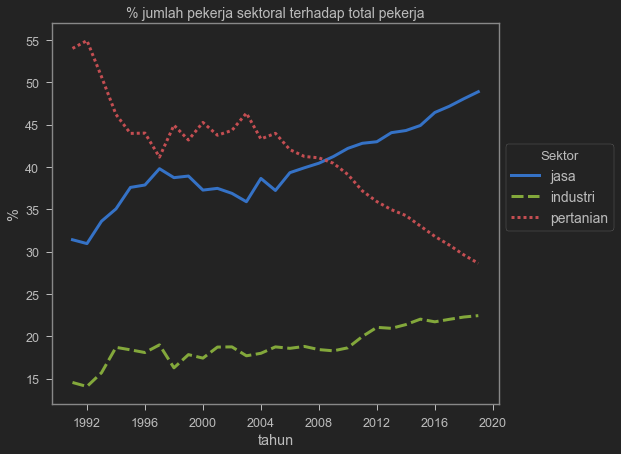 % jumlah pekerja sektoral terhadap total pekerja
55
50
45
40
35
30
25
20
15
%
1992 1996 2000 2004 2008 2012 2016 2020
tahun
Sektor
jasa
industri
pertanian